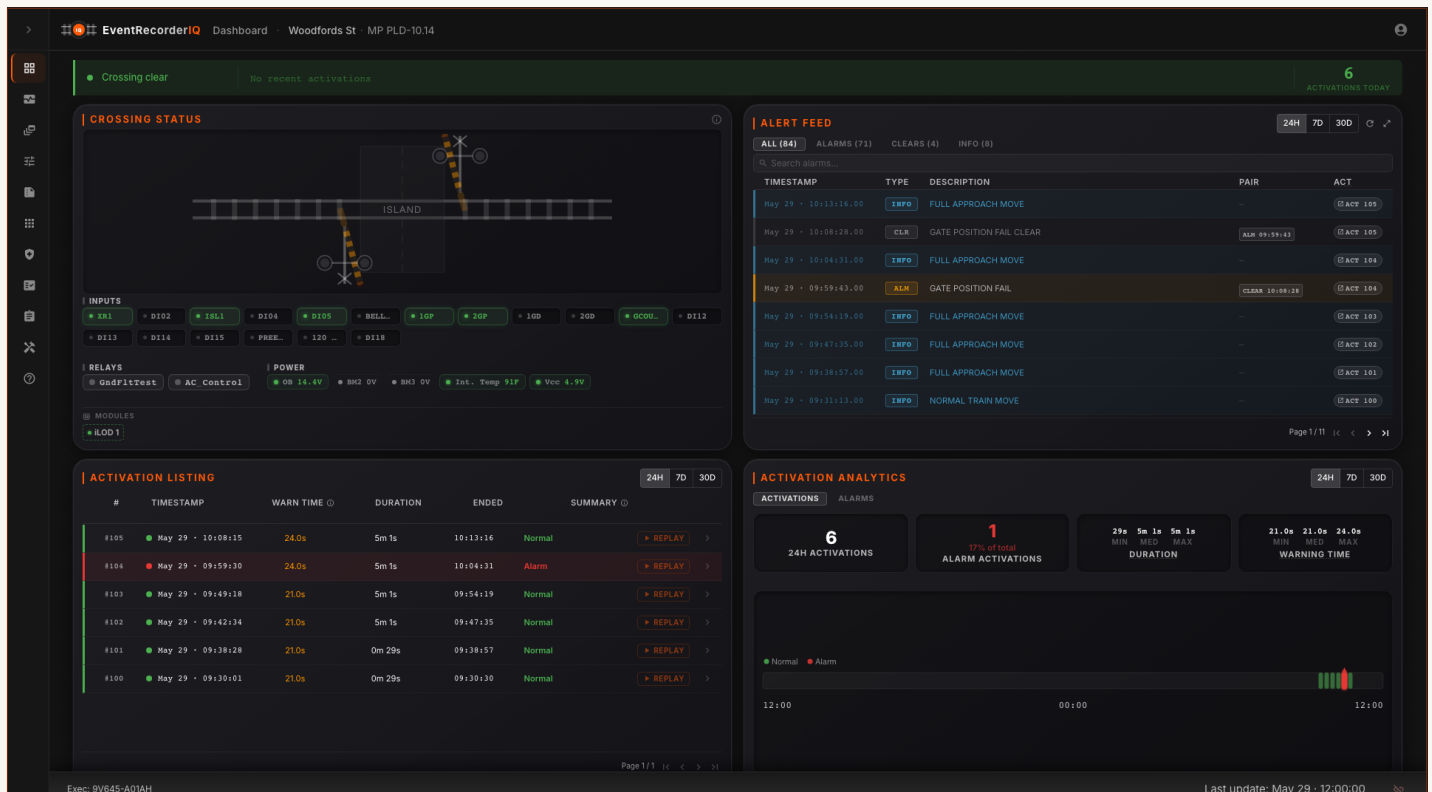 IQ EventRecorderIQ Dashboard · Woodfords St · MP PLD-10.14
Crossing clear
No recent activations
6
ACTIVATIONS TODAY
CROSSING STATUS
ISLAND
INPUTS
XR1 DI02 ISL1 DI04 DI05 BELL… 1GP 2GP 1GD 2GD GCOU… DI12
DI13 DI14 DI15 PREE… 120 … DI18
RELAYS
GndFltTest AC_Control
POWER
OB 14.4V BM2 0V BM3 0V Int. Temp 91F Vcc 4.9V
MODULES
iLOD 1
ALERT FEED
24H 7D 30D
ALL (84) ALARMS (71) CLEARS (4) INFO (8)
Search alarms...
TIMESTAMP TYPE DESCRIPTION PAIR ACT
May 29 · 10:13:16.00 INFO FULL APPROACH MOVE – ACT 105
May 29 · 10:08:28.00 CLR GATE POSITION FAIL CLEAR ALM 09:59:43 ACT 105
May 29 · 10:04:31.00 INFO FULL APPROACH MOVE – ACT 104
May 29 · 09:59:43.00 ALM GATE POSITION FAIL CLEAR 10:08:28 ACT 104
May 29 · 09:54:19.00 INFO FULL APPROACH MOVE – ACT 103
May 29 · 09:47:35.00 INFO FULL APPROACH MOVE – ACT 102
May 29 · 09:38:57.00 INFO FULL APPROACH MOVE – ACT 101
May 29 · 09:31:13.00 INFO NORMAL TRAIN MOVE – ACT 100
Page 1 / 11
ACTIVATION LISTING
24H 7D 30D
# TIMESTAMP WARN TIME DURATION ENDED SUMMARY
#105 May 29 · 10:08:15 24.0s 5m 1s 10:13:16 Normal REPLAY
#104 May 29 · 09:59:30 24.0s 5m 1s 10:04:31 Alarm REPLAY
#103 May 29 · 09:49:18 21.0s 5m 1s 09:54:19 Normal REPLAY
#102 May 29 · 09:42:34 21.0s 5m 1s 09:47:35 Normal REPLAY
#101 May 29 · 09:38:28 21.0s 0m 29s 09:38:57 Normal REPLAY
#100 May 29 · 09:30:01 21.0s 0m 29s 09:30:30 Normal REPLAY
Page 1 / 1
ACTIVATION ANALYTICS
24H 7D 30D
ACTIVATIONS ALARMS
6
24H ACTIVATIONS
1
17% of total
ALARM ACTIVATIONS
29s 5m 1s 5m 1s
MIN MED MAX
DURATION
21.0s 21.0s 24.0s
MIN MED MAX
WARNING TIME
Normal Alarm
12:00 00:00 12:00
Exec: 9V645-A01AH
Last update: May 29 · 12:00:00